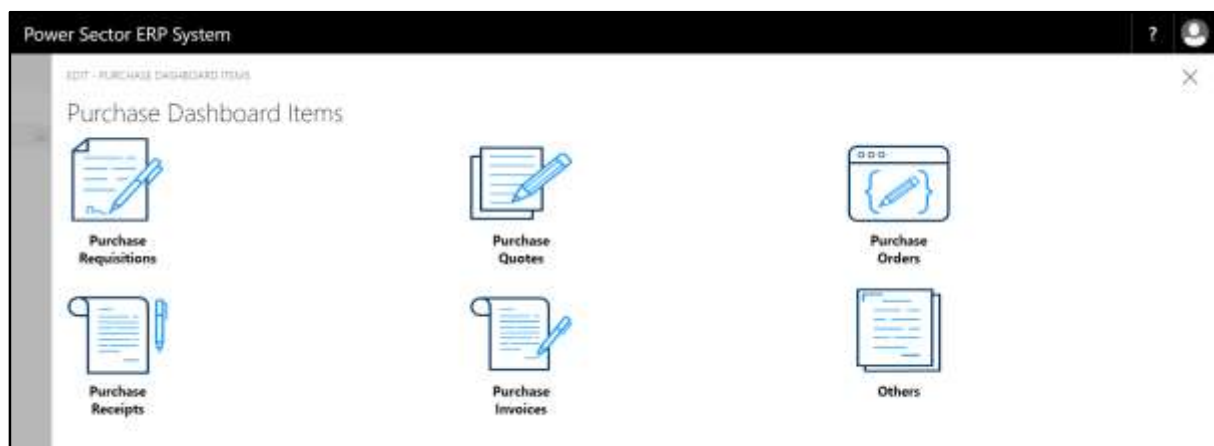 Power Sector ERP System ?
EDIT - PURCHASE DASHBOARD ITEMS
Purchase Dashboard Items
Purchase
Requisitions
Purchase
Quotes
Purchase
Orders
Purchase
Receipts
Purchase
Invoices
Others